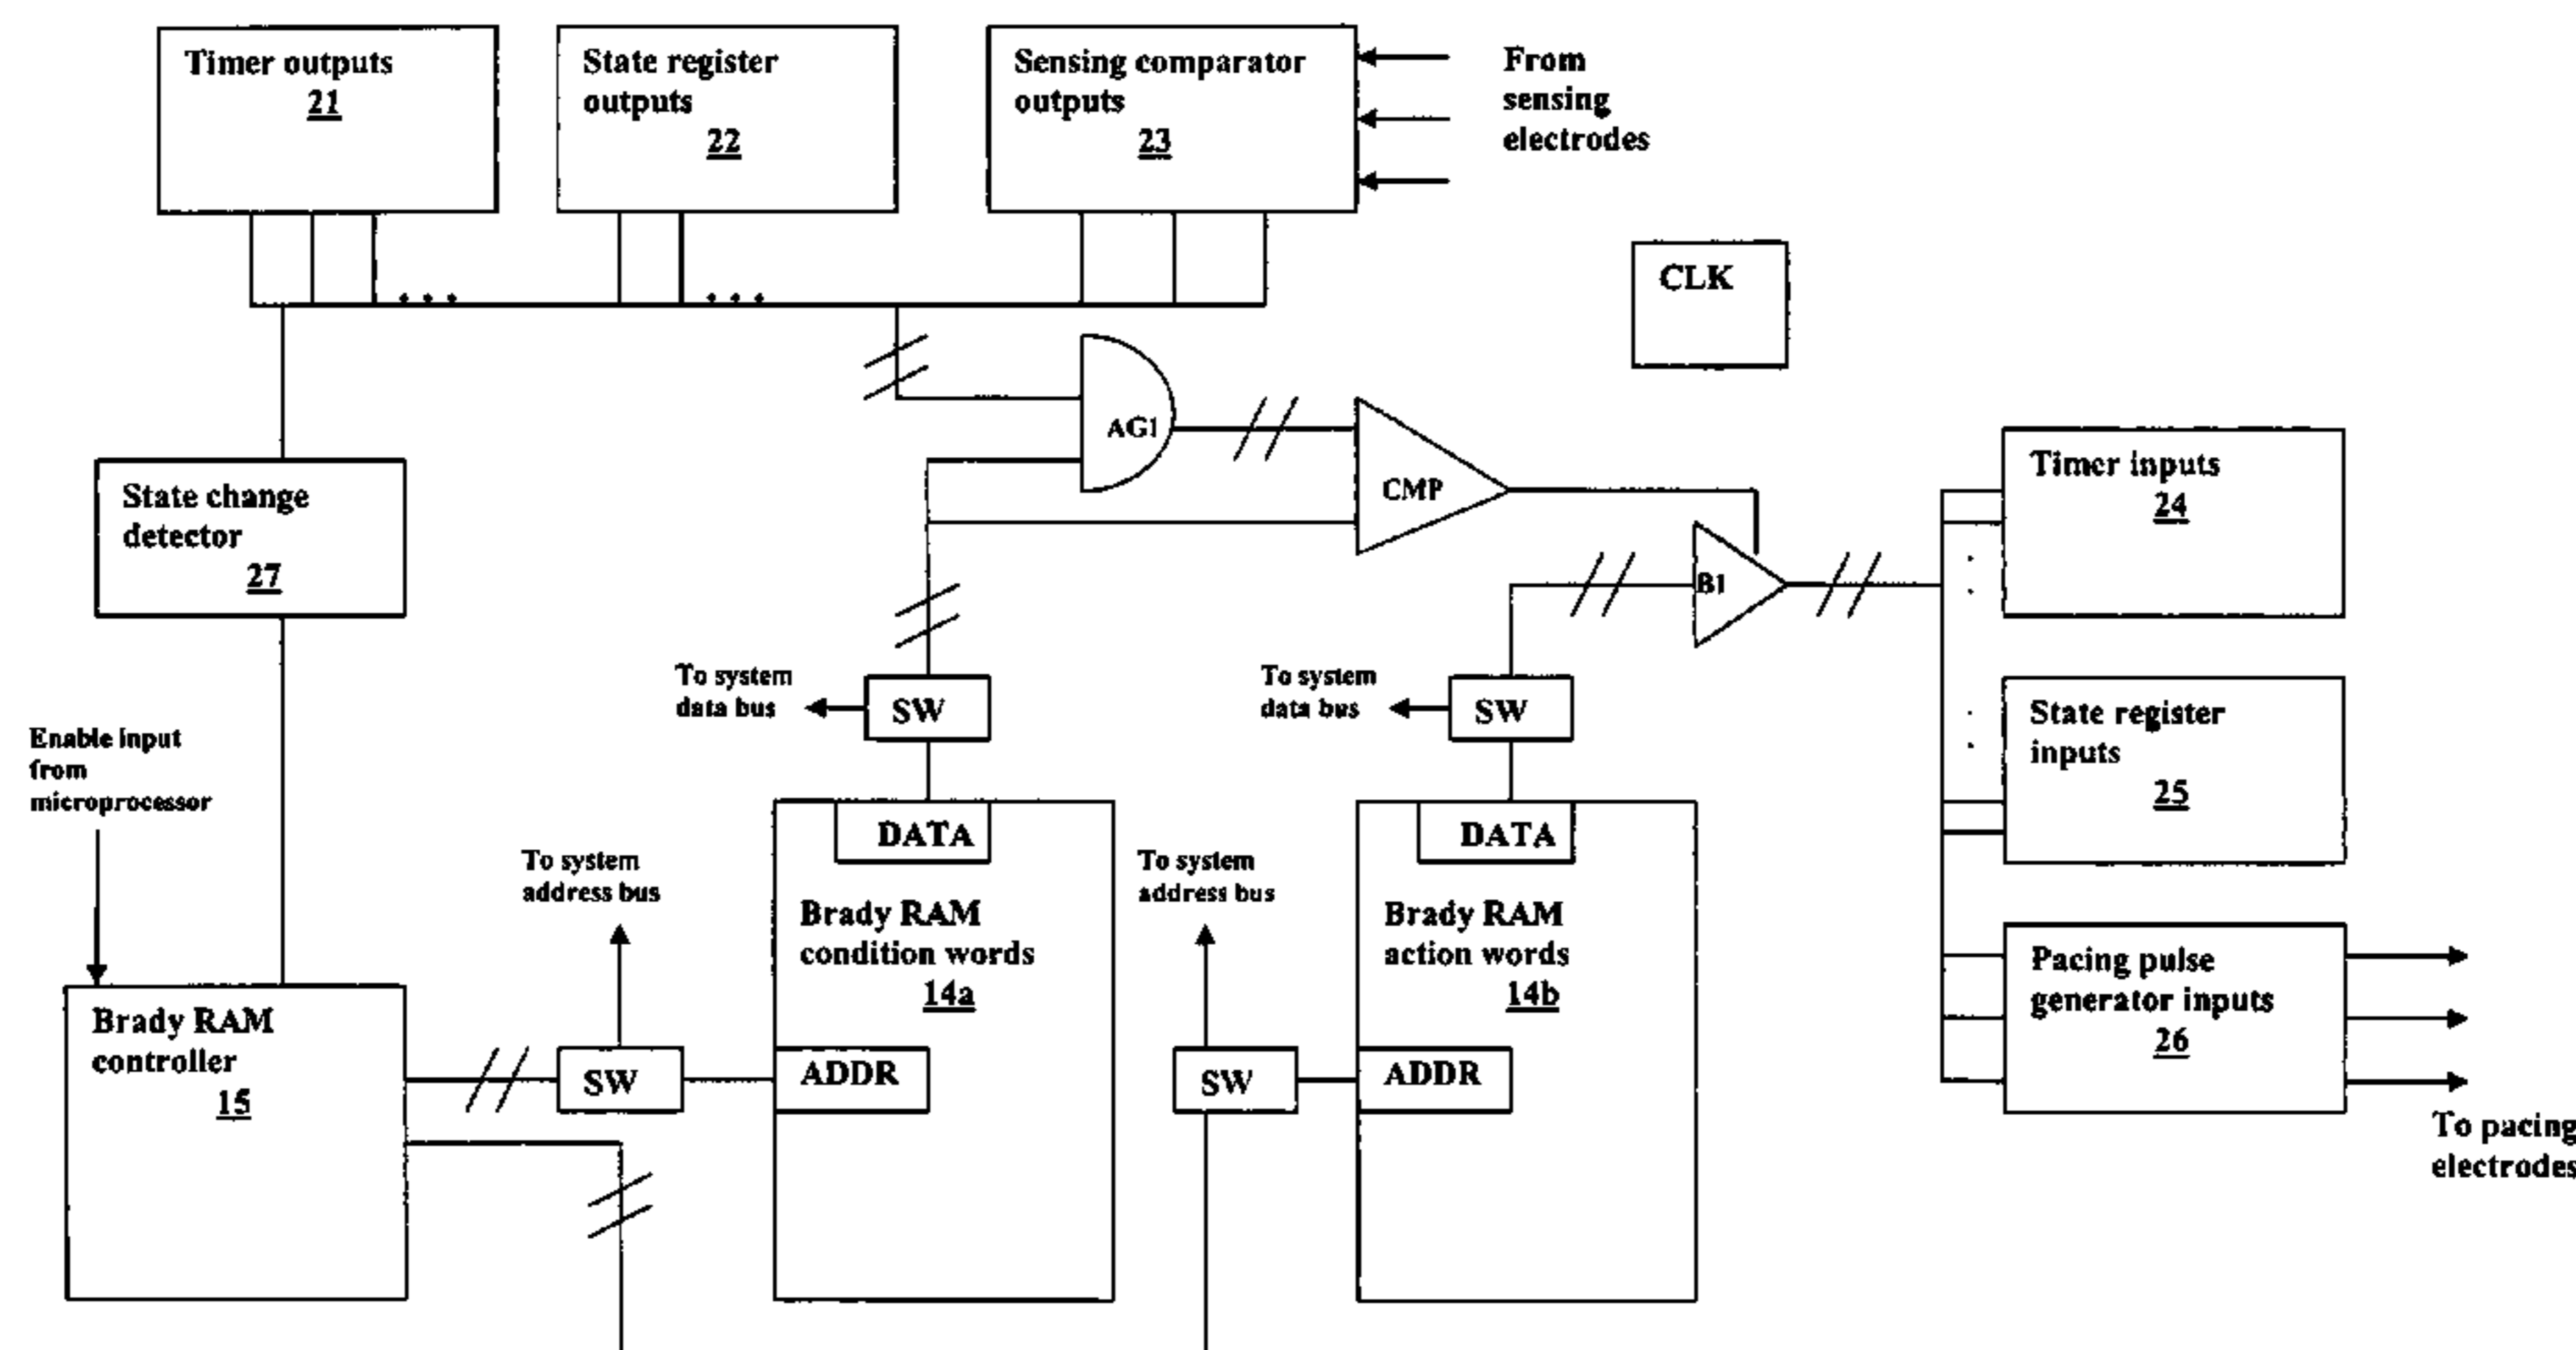 Timer outputs
21
State register
outputs
22
Sensing comparator
outputs
23
From
sensing
electrodes
CLK
AG1
CMP
B1
State change
detector
27
Timer inputs
24
To system
data bus
SW
To system
data bus
SW
State register
inputs
25
Enable input
from
microprocessor
DATA
DATA
To system
address bus
To system
address bus
Brady RAM
condition words
14a
Brady RAM
action words
14b
Pacing pulse
generator inputs
26
Brady RAM
controller
15
SW
ADDR
SW
ADDR
To pacing
electrodes